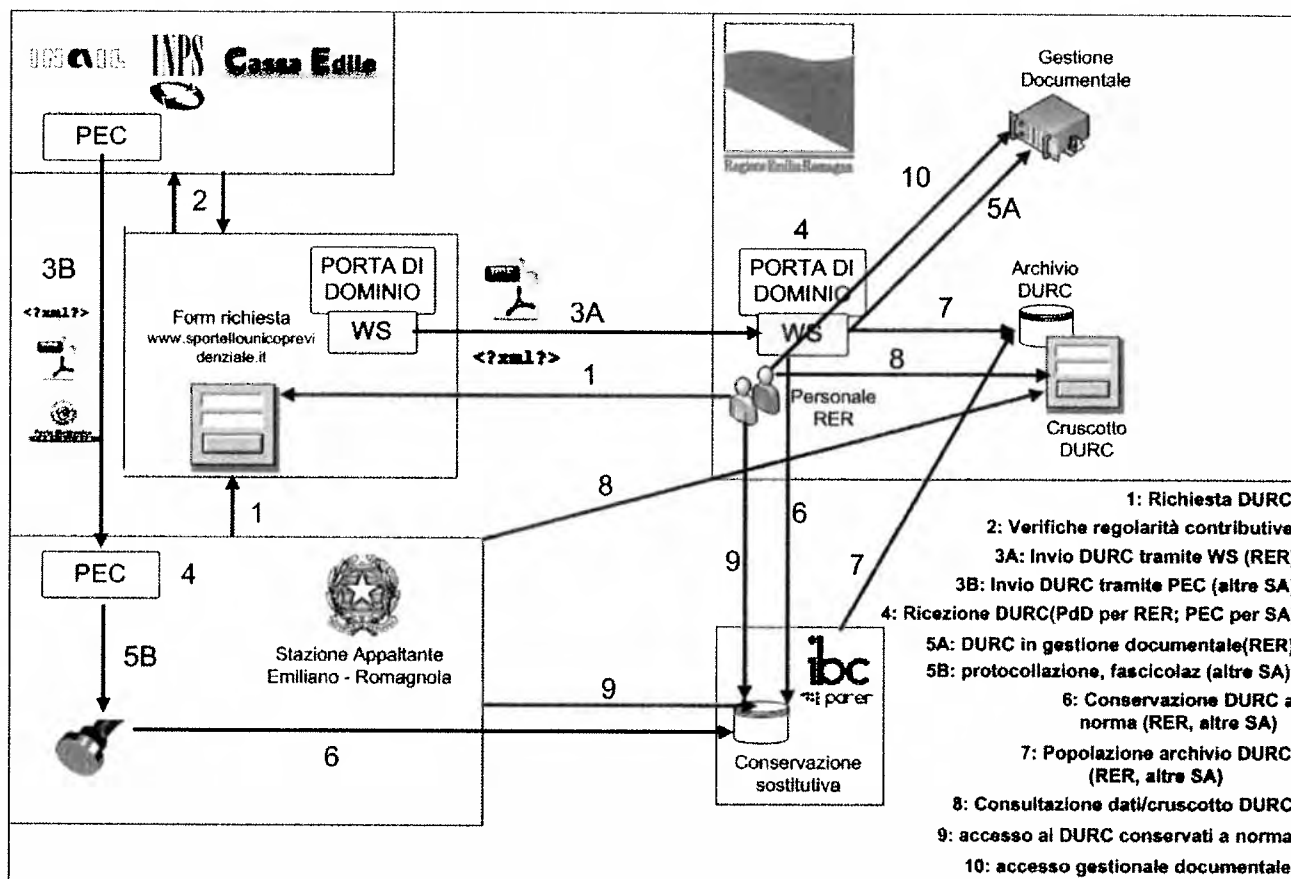 INAIL
INPS
Cassa Edile
PEC
2
3B
<?xml?>
PORTA DI
DOMINIO
WS
Form richiesta
www.sportellounicoprevi
denziale.it
3A
<?xml?>
1
1
Regione Emilia Romagna
Gestione
Documentale
10
5A
4
PORTA DI
DOMINIO
WS
Archivio
DURC
7
8
Personale
RER
Cruscotto
DURC
8
9
6
7
PEC
4
5B
Stazione Appaltante
Emiliano - Romagnola
9
6
ibc
parer
Conservazione
sostitutiva
1: Richiesta DURC
2: Verifiche regolarità contributive
3A: Invio DURC tramite WS (RER)
3B: Invio DURC tramite PEC (altre SA)
4: Ricezione DURC(PdD per RER; PEC per SA
5A: DURC in gestione documentale(RER)
5B: protocollazione, fascicolaz (altre SA)
6: Conservazione DURC a
norma (RER, altre SA)
7: Popolazione archivio DURC
(RER, altre SA)
8: Consultazione dati/cruscotto DURC
9: accesso ai DURC conservati a norma
10: accesso gestionale documentale